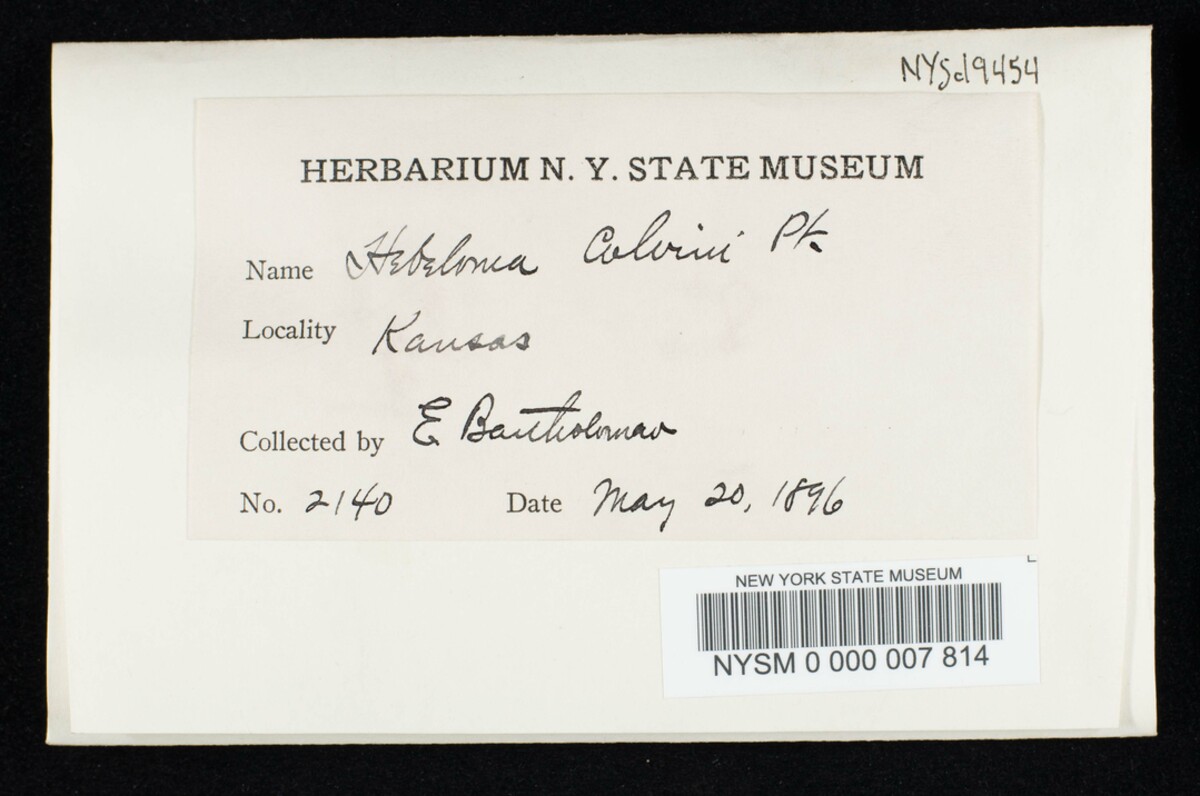 NYSd9454
HERBARIUM N. Y. STATE MUSEUM
Name Hebeloma Colvini Pk
Locality Kansas
Collected by E Bartholomew
No. 2140 Date May 20, 1896
NEW YORK STATE MUSEUM
NYSM 0 000 007 814